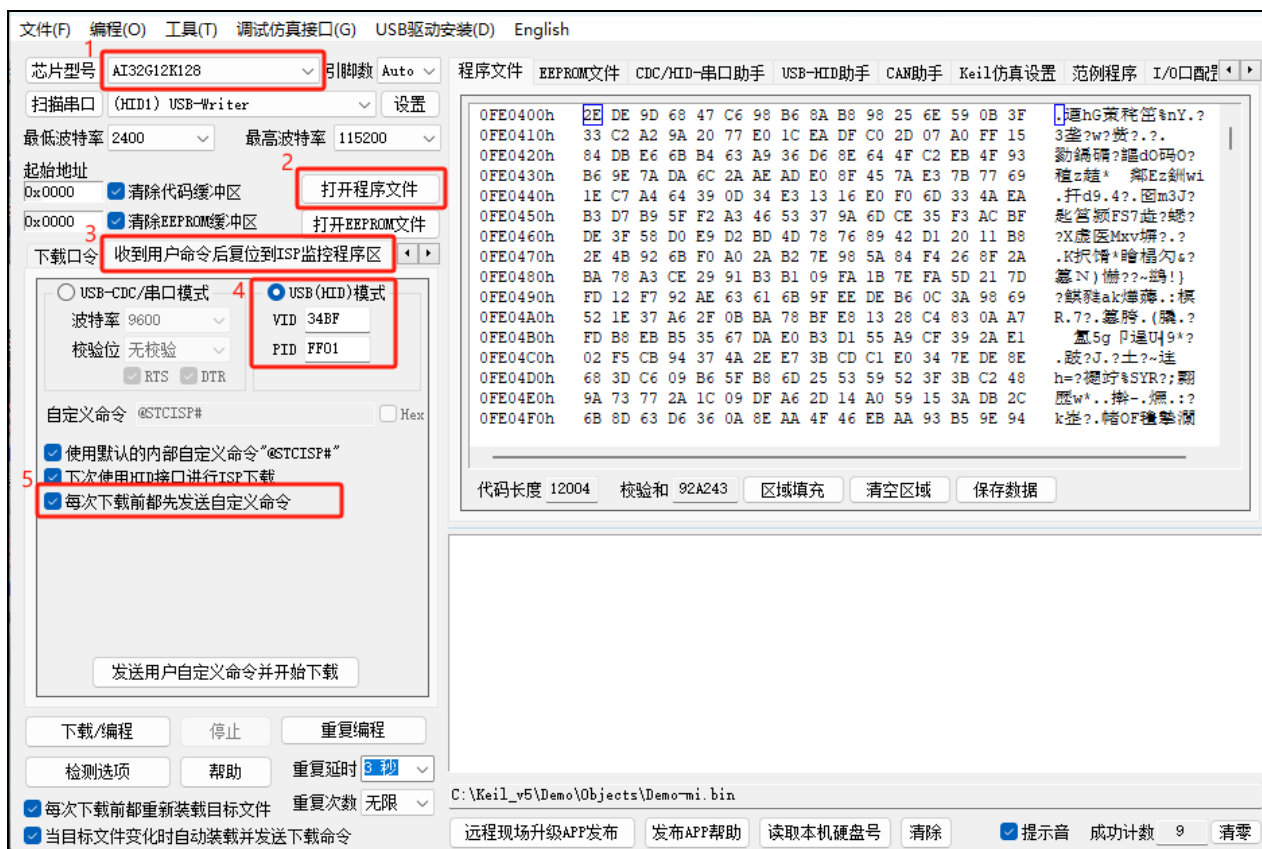 文件(F) 编程(O) 工具(T) 调试仿真接口(G) USB驱动安装(D) English
1
芯片型号 AI32G12K128 引脚数 Auto
扫描串口 (HID1) USB-Writer 设置
最低波特率 2400 最高波特率 115200
起始地址
2
0x0000 清除代码缓冲区 打开程序文件
0x0000 清除EEPROM缓冲区 打开EEPROM文件
3
下载口令 收到用户命令后复位到ISP监控程序区
USB-CDC/串口模式 4 USB(HID)模式
波特率 9600 VID 34BF
校验位 无校验 PID FF01
RTS DTR
自定义命令 @STCISP# Hex
使用默认的内部自定义命令"@STCISP#"
5 下次使用HID接口进行ISP下载
每次下载前都先发送自定义命令
发送用户自定义命令并开始下载
下载/编程 停止 重复编程
检测选项 帮助 重复延时 3 秒
每次下载前都重新装载目标文件 重复次数 无限
当目标文件变化时自动装载并发送下载命令
程序文件 EEPROM文件 CDC/HID-串口助手 USB-HID助手 CAN助手 Keil仿真设置 范例程序 I/O口配
0FE0400h 2E DE 9D 68 47 C6 98 B6 8A B8 98 25 6E 59 0B 3F
0FE0410h 33 C2 A2 9A 20 77 E0 1C EA DF C0 2D 07 A0 FF 15
0FE0420h 84 DB E6 6B B4 63 A9 36 D6 8E 64 4F C2 EB 4F 93
0FE0430h B6 9E 7A DA 6C 2A AE AD E0 8F 45 7A E3 7B 77 69
0FE0440h 1E C7 A4 64 39 0D 34 E3 13 16 E0 F0 6D 33 4A EA
0FE0450h B3 D7 B9 5F F2 A3 46 53 37 9A 6D CE 35 F3 AC BF
0FE0460h DE 3F 58 D0 E9 D2 BD 4D 78 76 89 42 D1 20 11 B8
0FE0470h 2E 4B 92 6B F0 A0 2A B2 7E 98 5A 84 F4 26 8F 2A
0FE0480h BA 78 A3 CE 29 91 B3 B1 09 FA 1B 7E FA 5D 21 7D
0FE0490h FD 12 F7 92 AE 63 61 6B 9F EE DE B6 0C 3A 98 69
0FE04A0h 52 1E 37 A6 2F 0B BA 78 BF E8 13 28 C4 83 0A A7
0FE04B0h FD B8 EB B5 35 67 DA E0 B3 D1 55 A9 CF 39 2A E1
0FE04C0h 02 F5 CB 94 37 4A 2E E7 3B CD C1 E0 34 7E DE 8E
0FE04D0h 68 3D C6 09 B6 5F B8 6D 25 53 59 52 3F 3B C2 48
0FE04E0h 9A 73 77 2A 1C 09 DF A6 2D 14 A0 59 15 3A DB 2C
0FE04F0h 6B 8D 63 D6 36 0A 8E AA 4F 46 EB AA 93 B5 9E 94
代码长度 12004 校验和 92A243 区域填充 清空区域 保存数据
C:\Keil_v5\Demo\Objects\Demo-mi.bin
远程现场升级APP发布 发布APP帮助 读取本机硬盘号 清除 提示音 成功计数 9 清零